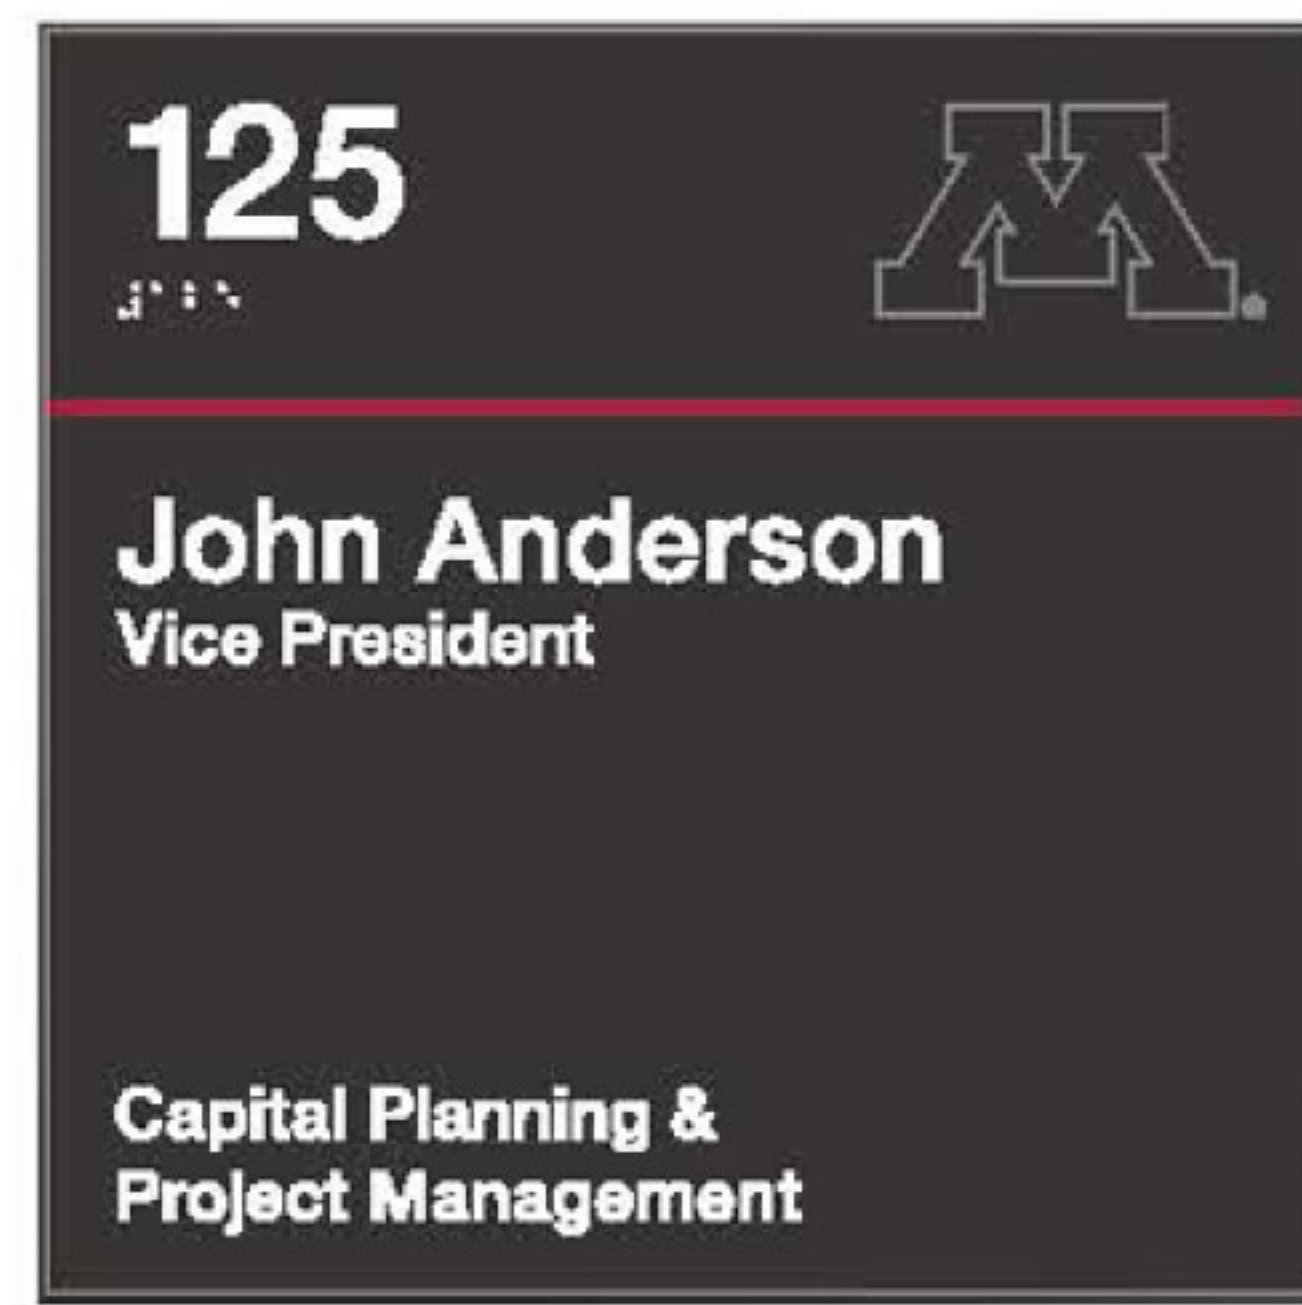 125
⠼⠁⠃⠑
M
John Anderson
Vice President
Capital Planning &
Project Management